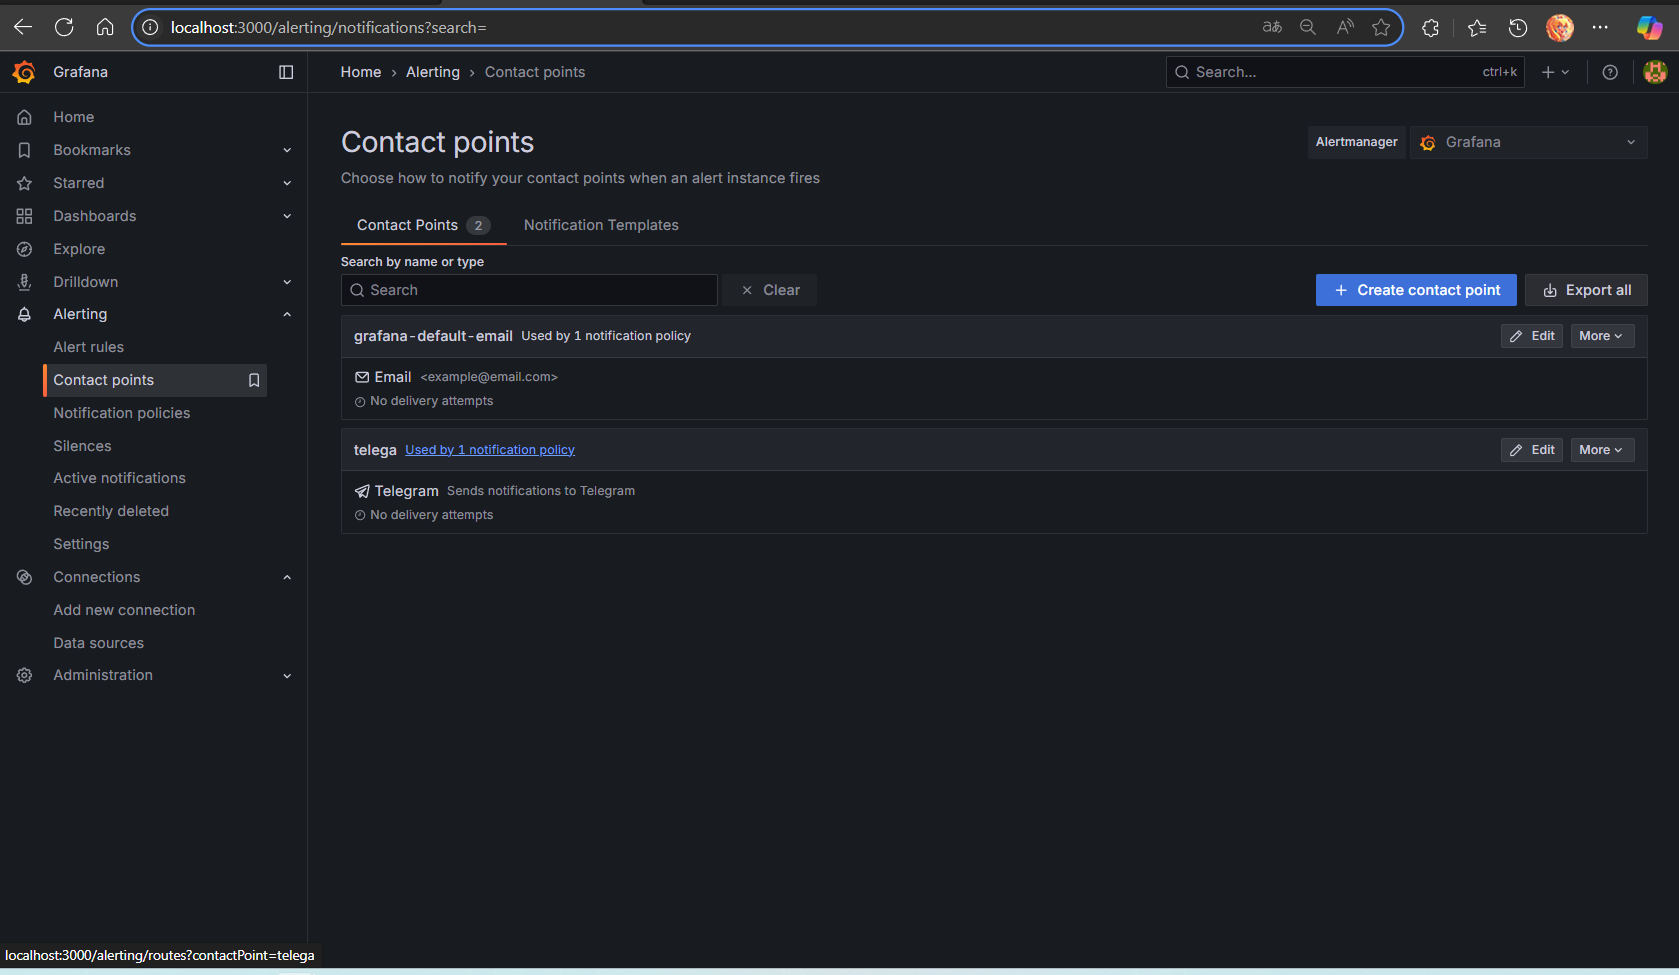 localhost:3000/alerting/notifications?search=
Grafana
Home
Bookmarks
Starred
Dashboards
Explore
Drilldown
Alerting
Alert rules
Contact points
Notification policies
Silences
Active notifications
Recently deleted
Settings
Connections
Add new connection
Data sources
Administration
Home › Alerting › Contact points
Search... ctrl+k
Contact points
Choose how to notify your contact points when an alert instance fires
Alertmanager Grafana
Contact Points 2 Notification Templates
Search by name or type
Search Clear
Create contact point Export all
grafana-default-email Used by 1 notification policy Edit More
Email <example@email.com>
No delivery attempts
telega Used by 1 notification policy Edit More
Telegram Sends notifications to Telegram
No delivery attempts
localhost:3000/alerting/routes?contactPoint=telega